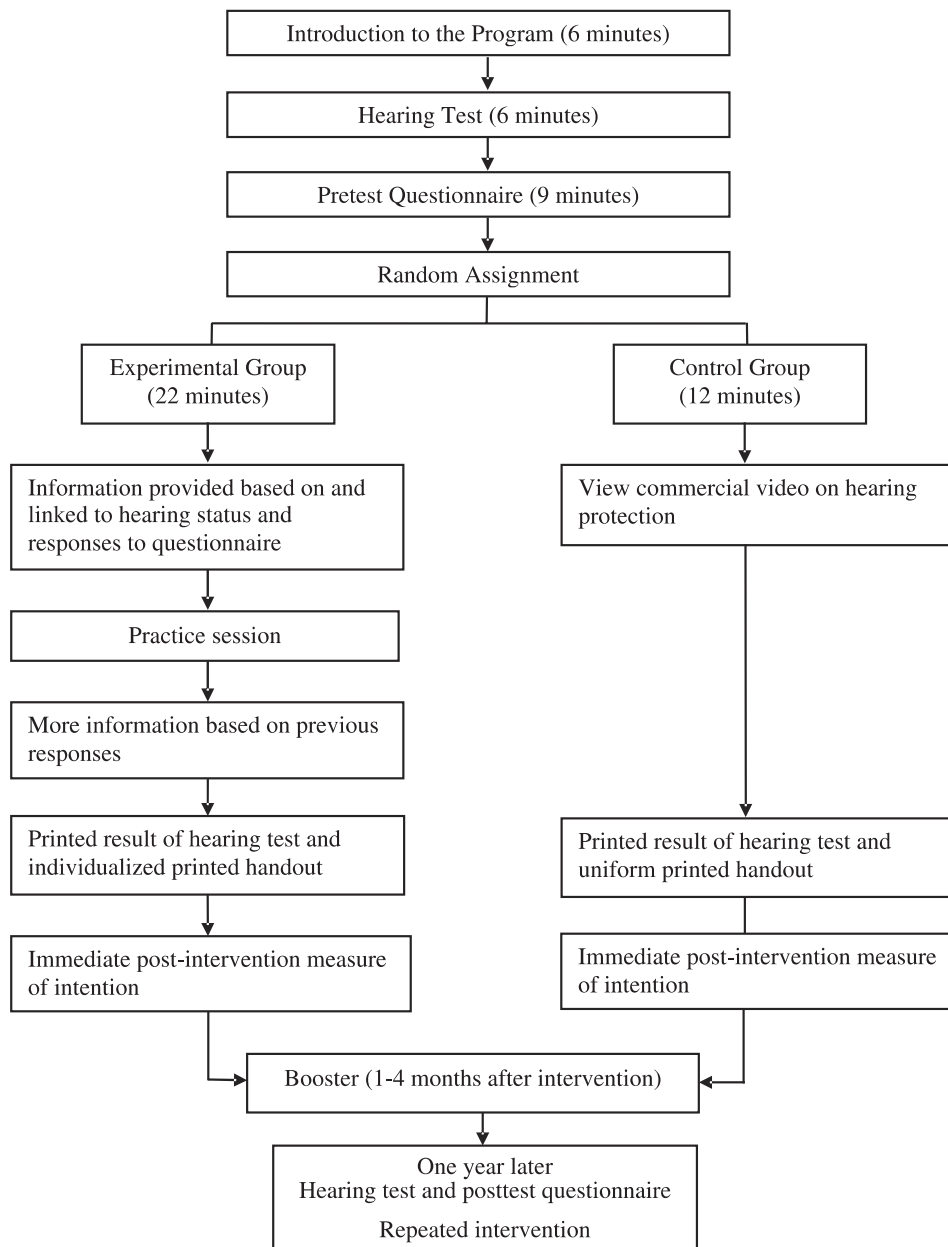 Introduction to the Program (6 minutes)
Hearing Test (6 minutes)
Pretest Questionnaire (9 minutes)
Random Assignment
Experimental Group
(22 minutes)
Control Group
(12 minutes)
Information provided based on and
linked to hearing status and
responses to questionnaire
View commercial video on hearing
protection
Practice session
More information based on previous
responses
Printed result of hearing test and
individualized printed handout
Printed result of hearing test and
uniform printed handout
Immediate post-intervention measure
of intention
Immediate post-intervention measure
of intention
Booster (1-4 months after intervention)
One year later
Hearing test and posttest questionnaire
Repeated intervention